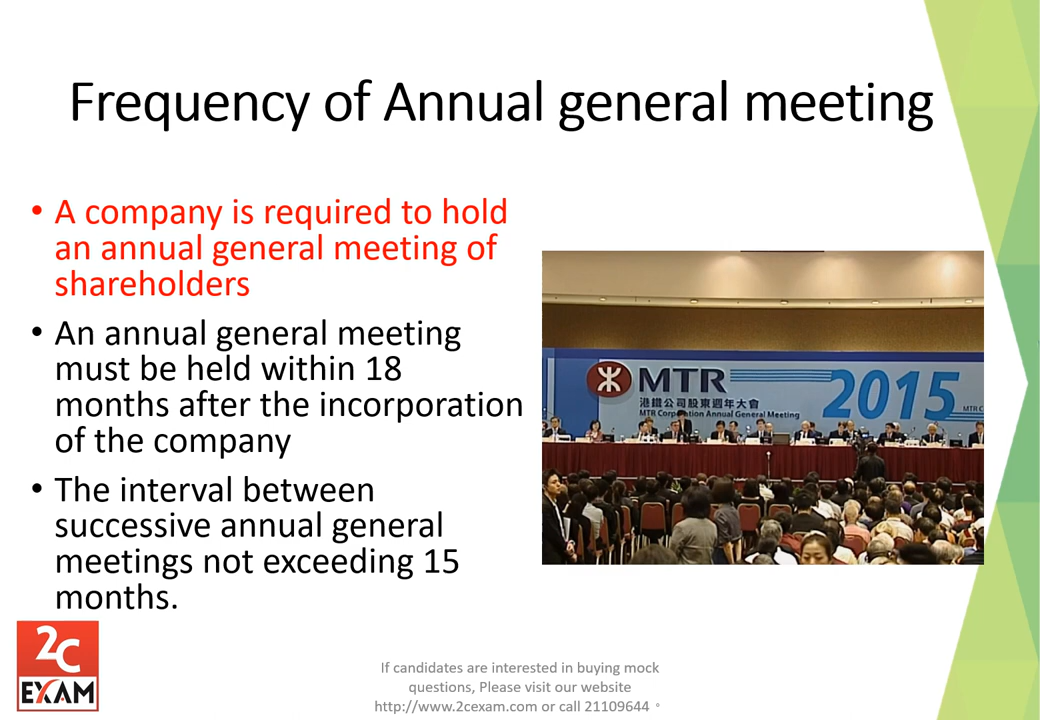 Frequency of Annual general meeting
• A company is required to hold
an annual general meeting of
shareholders
• An annual general meeting
must be held within 18
months after the incorporation
of the company
• The interval between
successive annual general
meetings not exceeding 15
months.
MTR
港鐵公司股東週年大會
MTR Corporation Annual General Meeting
2015
MTR C
2C
EXAM
If candidates are interested in buying mock
questions, Please visit our website
http://www.2cexam.com or call 21109644 。